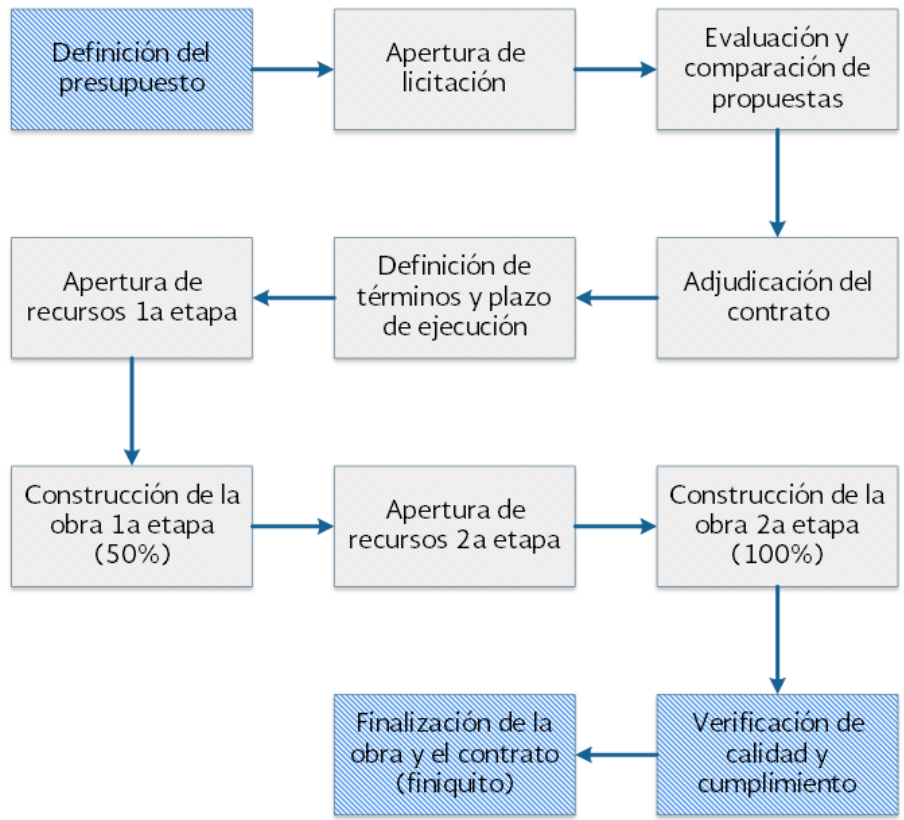 Definición del
presupuesto
Apertura de
licitación
Evaluación y
comparación de
propuestas
Adjudicación del
contrato
Definición de
términos y plazo
de ejecución
Apertura de
recursos 1a etapa
Construcción de la
obra 1a etapa
(50%)
Apertura de
recursos 2a etapa
Construcción de la
obra 2a etapa
(100%)
Verificación de
calidad y
cumplimiento
Finalización de la
obra y el contrato
(finiquito)